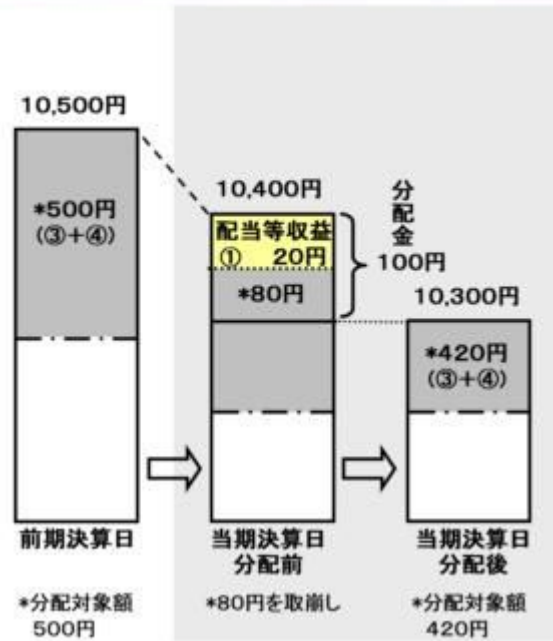 10,500円
*500円
(③+④)
前期決算日
*分配対象額
500円
10,400円
配当等収益
① 20円
*80円
分配金
100円
当期決算日
分配前
*80円を取崩し
10,300円
*420円
(③+④)
当期決算日
分配後
*分配対象額
420円